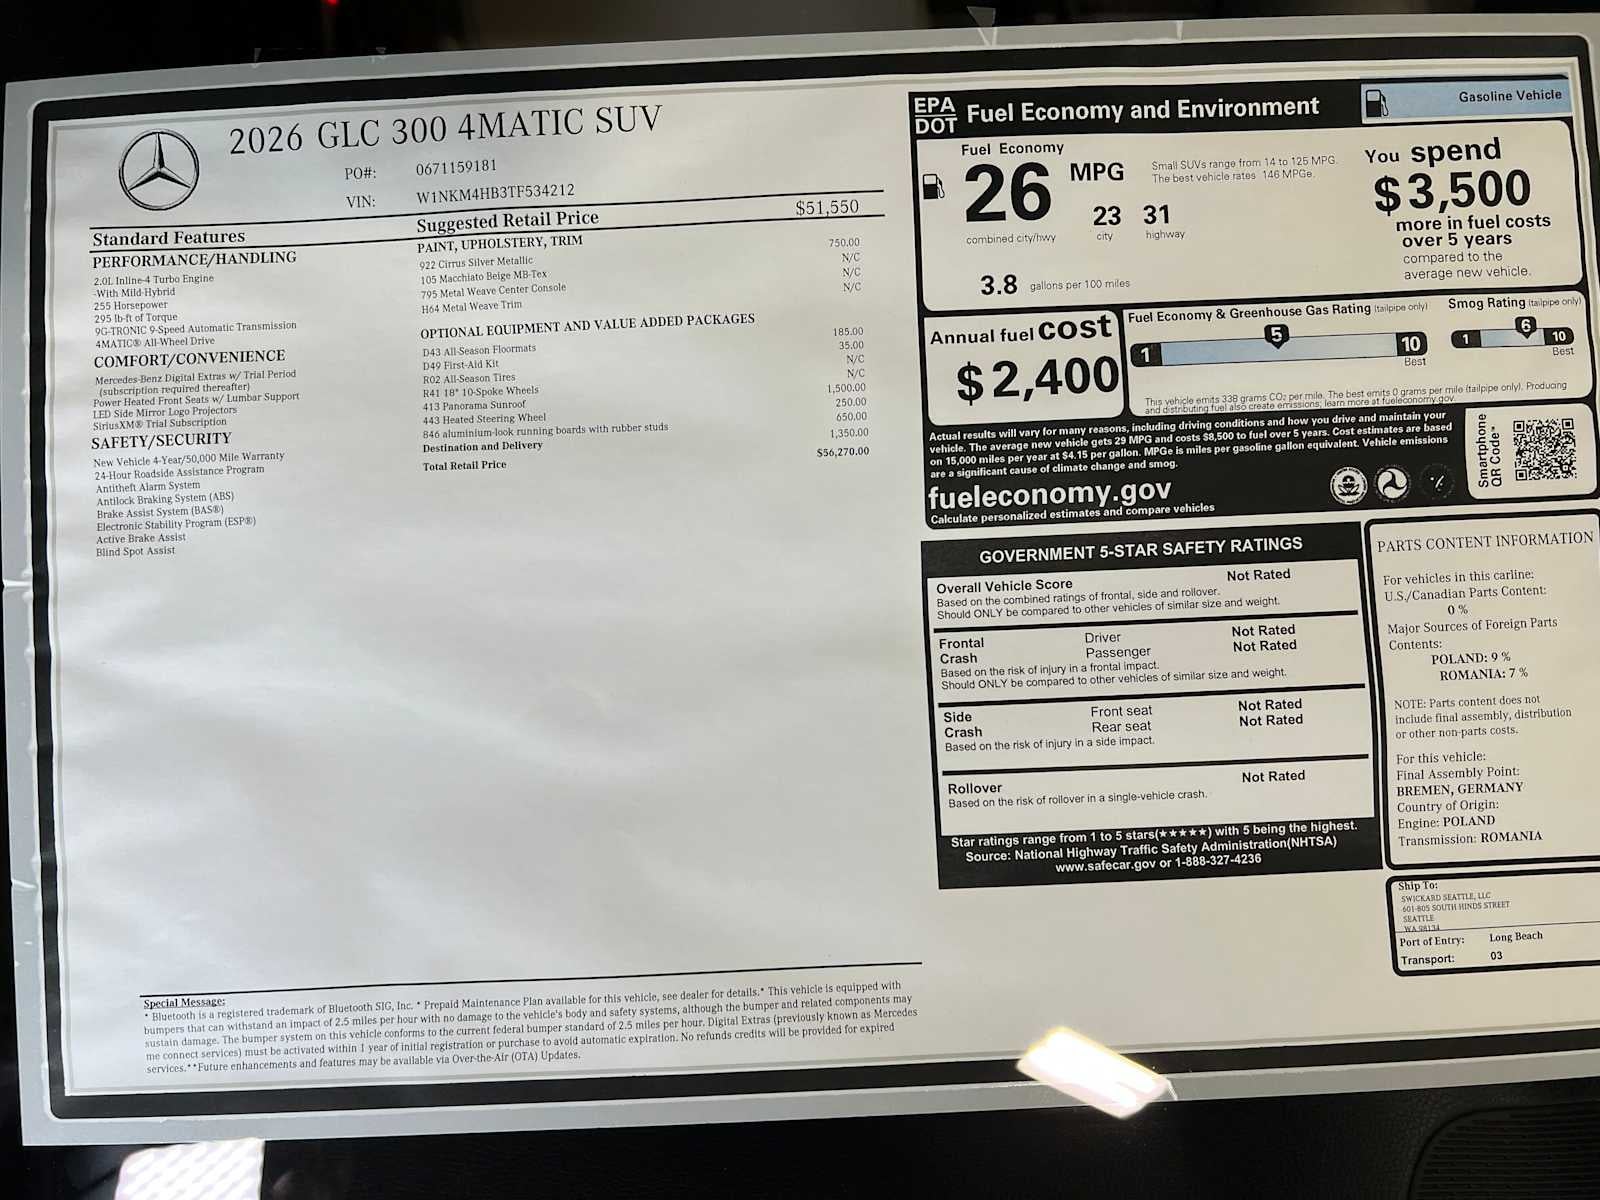 2026 GLC 300 4MATIC SUV
PO#: 0671159181
VIN: W1NKM4HB3TF534212
Standard Features
PERFORMANCE/HANDLING
2.0L Inline-4 Turbo Engine
-With Mild-Hybrid
255 Horsepower
295 lb-ft of Torque
9G-TRONIC 9-Speed Automatic Transmission
4MATIC® All-Wheel Drive
COMFORT/CONVENIENCE
Mercedes-Benz Digital Extras w/ Trial Period
(subscription required thereafter)
Power Heated Front Seats w/ Lumbar Support
LED Side Mirror Logo Projectors
SiriusXM® Trial Subscription
SAFETY/SECURITY
New Vehicle 4-Year/50,000 Mile Warranty
24-Hour Roadside Assistance Program
Antitheft Alarm System
Antilock Braking System (ABS)
Brake Assist System (BAS®)
Electronic Stability Program (ESP®)
Active Brake Assist
Blind Spot Assist
Suggested Retail Price $51,550
PAINT, UPHOLSTERY, TRIM
922 Cirrus Silver Metallic 750.00
105 Macchiato Beige MB-Tex N/C
795 Metal Weave Center Console N/C
H64 Metal Weave Trim N/C
OPTIONAL EQUIPMENT AND VALUE ADDED PACKAGES
D43 All-Season Floormats 185.00
D49 First-Aid Kit 35.00
R02 All-Season Tires N/C
R41 18" 10-Spoke Wheels N/C
413 Panorama Sunroof 1,500.00
443 Heated Steering Wheel 250.00
846 aluminium-look running boards with rubber studs 650.00
Destination and Delivery 1,350.00
Total Retail Price $56,270.00
Special Message:
* Bluetooth is a registered trademark of Bluetooth SIG, Inc. * Prepaid Maintenance Plan available for this vehicle, see dealer for details.* This vehicle is equipped with
bumpers that can withstand an impact of 2.5 miles per hour with no damage to the vehicle's body and safety systems, although the bumper and related components may
sustain damage. The bumper system on this vehicle conforms to the current federal bumper standard of 2.5 miles per hour. Digital Extras (previously known as Mercedes
me connect services) must be activated within 1 year of initial registration or purchase to avoid automatic expiration. No refunds credits will be provided for expired
services.**Future enhancements and features may be available via Over-the-Air (OTA) Updates.
EPA
DOT
Fuel Economy and Environment
Gasoline Vehicle
Fuel Economy
26 MPG
combined city/hwy
23 city
31 highway
3.8 gallons per 100 miles
Small SUVs range from 14 to 125 MPG.
The best vehicle rates 146 MPGe.
You spend
$3,500
more in fuel costs
over 5 years
compared to the
average new vehicle.
Annual fuel cost
$2,400
Fuel Economy & Greenhouse Gas Rating (tailpipe only)
1 5 10
Best
Smog Rating (tailpipe only)
1 6 10
Best
This vehicle emits 338 grams CO2 per mile. The best emits 0 grams per mile (tailpipe only). Producing
and distributing fuel also create emissions; learn more at fueleconomy.gov.
Actual results will vary for many reasons, including driving conditions and how you drive and maintain your
vehicle. The average new vehicle gets 29 MPG and costs $8,500 to fuel over 5 years. Cost estimates are based
on 15,000 miles per year at $4.15 per gallon. MPGe is miles per gasoline gallon equivalent. Vehicle emissions
are a significant cause of climate change and smog.
fueleconomy.gov
Calculate personalized estimates and compare vehicles
Smartphone
QR Code™
GOVERNMENT 5-STAR SAFETY RATINGS
Overall Vehicle Score Not Rated
Based on the combined ratings of frontal, side and rollover.
Should ONLY be compared to other vehicles of similar size and weight.
Frontal Driver Not Rated
Crash Passenger Not Rated
Based on the risk of injury in a frontal impact.
Should ONLY be compared to other vehicles of similar size and weight.
Side Front seat Not Rated
Crash Rear seat Not Rated
Based on the risk of injury in a side impact.
Rollover Not Rated
Based on the risk of rollover in a single-vehicle crash.
Star ratings range from 1 to 5 stars(★★★★★) with 5 being the highest.
Source: National Highway Traffic Safety Administration(NHTSA)
www.safecar.gov or 1-888-327-4236
PARTS CONTENT INFORMATION
For vehicles in this carline:
U.S./Canadian Parts Content:
0 %
Major Sources of Foreign Parts
Contents:
POLAND: 9 %
ROMANIA: 7 %
NOTE: Parts content does not
include final assembly, distribution
or other non-parts costs.
For this vehicle:
Final Assembly Point:
BREMEN, GERMANY
Country of Origin:
Engine: POLAND
Transmission: ROMANIA
Ship To:
SWICKARD SEATTLE, LLC
601-805 SOUTH HINDS STREET
SEATTLE
WA 98134
Port of Entry: Long Beach
Transport: 03